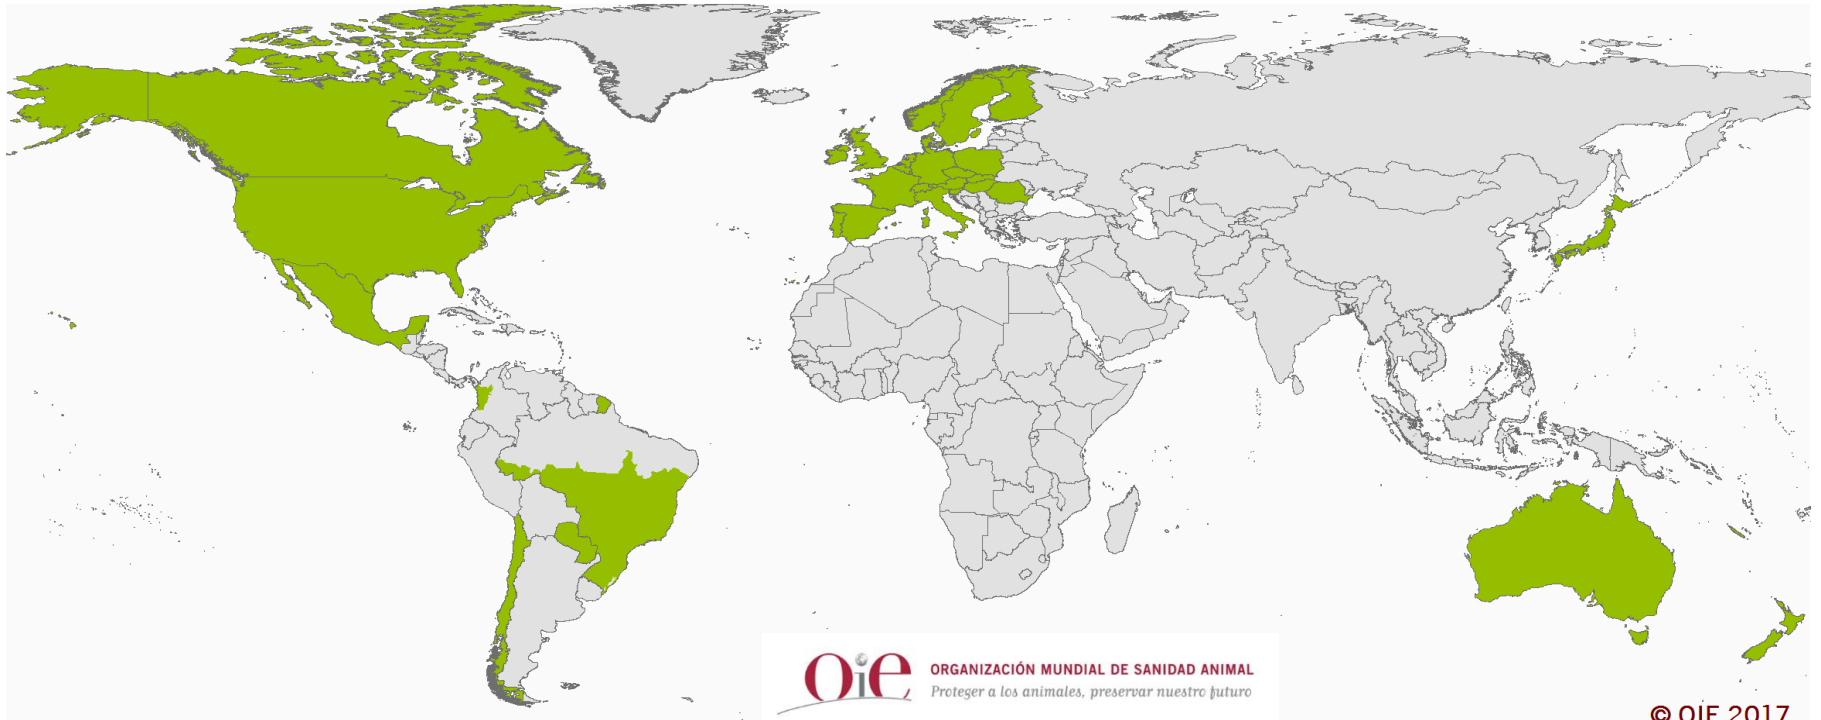 Oie ORGANIZACIÓN MUNDIAL DE SANIDAD ANIMAL
Proteger a los animales, preservar nuestro futuro
© OIE 2017